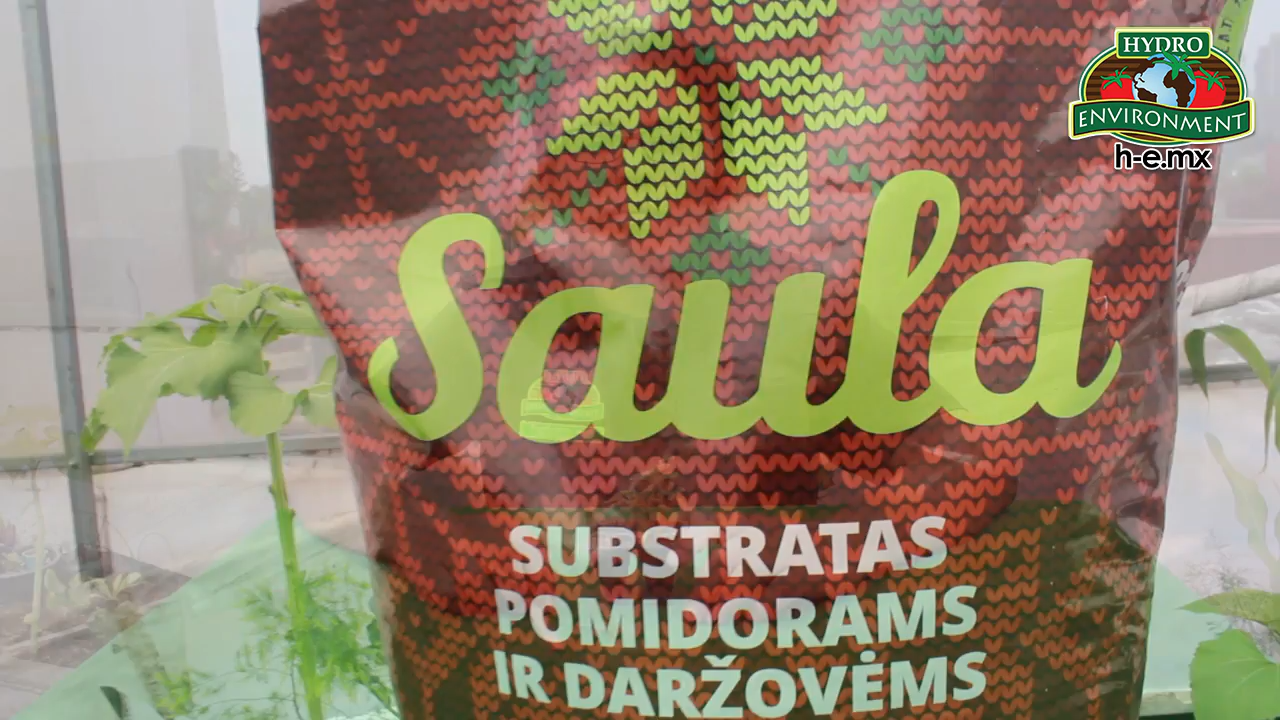 HYDRO
ENVIRONMENT
h-e.mx
Saula
SUBSTRATAS
POMIDORAMS
IR DARŽOVĖMS